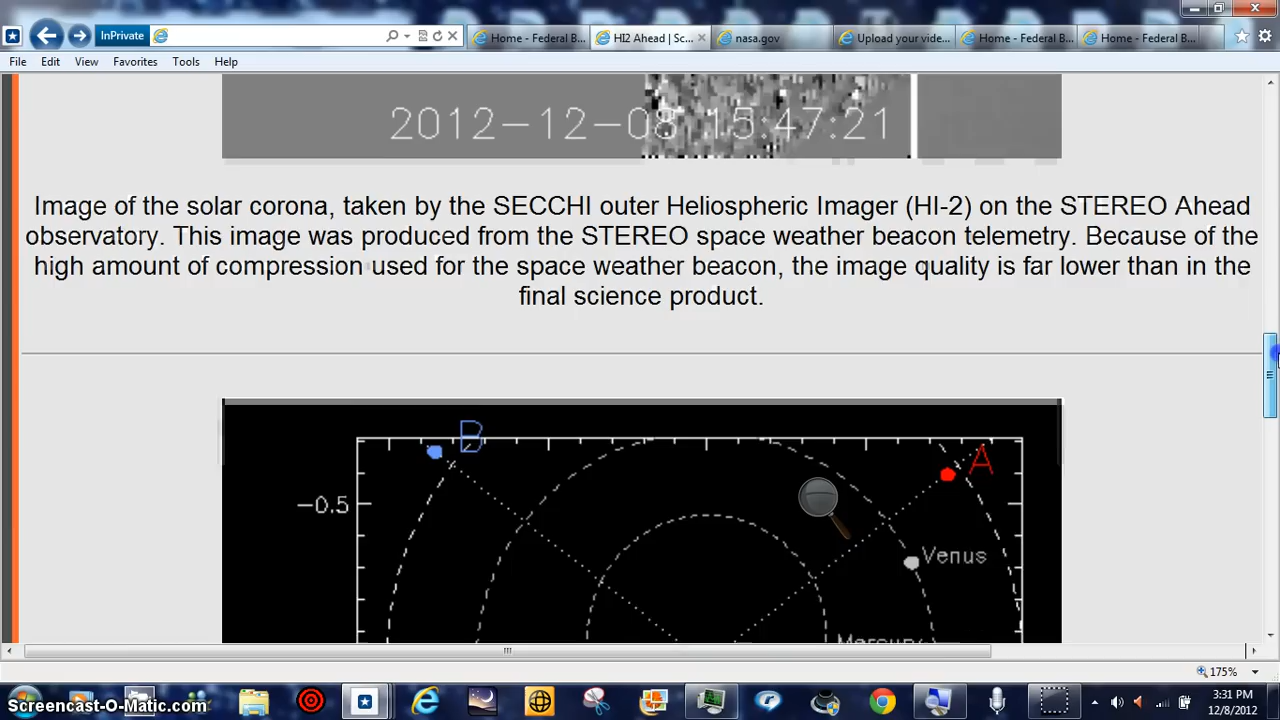 InPrivate
Home - Federal B...
HI2 Ahead | Sc...
nasa.gov
Upload your vide...
Home - Federal B...
Home - Federal B...
File Edit View Favorites Tools Help
2012-12-08 15:47:21
Image of the solar corona, taken by the SECCHI outer Heliospheric Imager (HI-2) on the STEREO Ahead
observatory. This image was produced from the STEREO space weather beacon telemetry. Because of the
high amount of compression used for the space weather beacon, the image quality is far lower than in the
final science product.
B
A
-0.5
Venus
Mercury
175%
3:31 PM
12/8/2012
Screencast-O-Matic.com